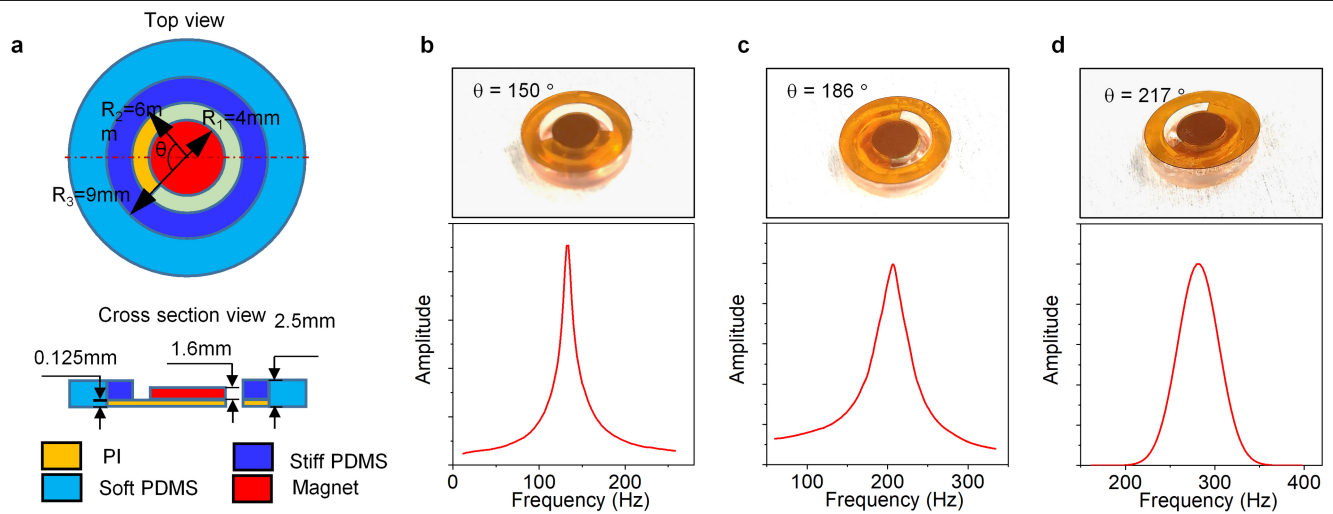 Top view
a
R2=6m
m
R1=4mm
θ
R3=9mm
Cross section view
2.5mm
1.6mm
0.125mm
PI
Stiff PDMS
Soft PDMS
Magnet
b
θ = 150 °
Amplitude
0
100
200
Frequency (Hz)
c
θ = 186 °
Amplitude
100
200
300
Frequency (Hz)
d
θ = 217 °
Amplitude
200
300
400
Frequency (Hz)